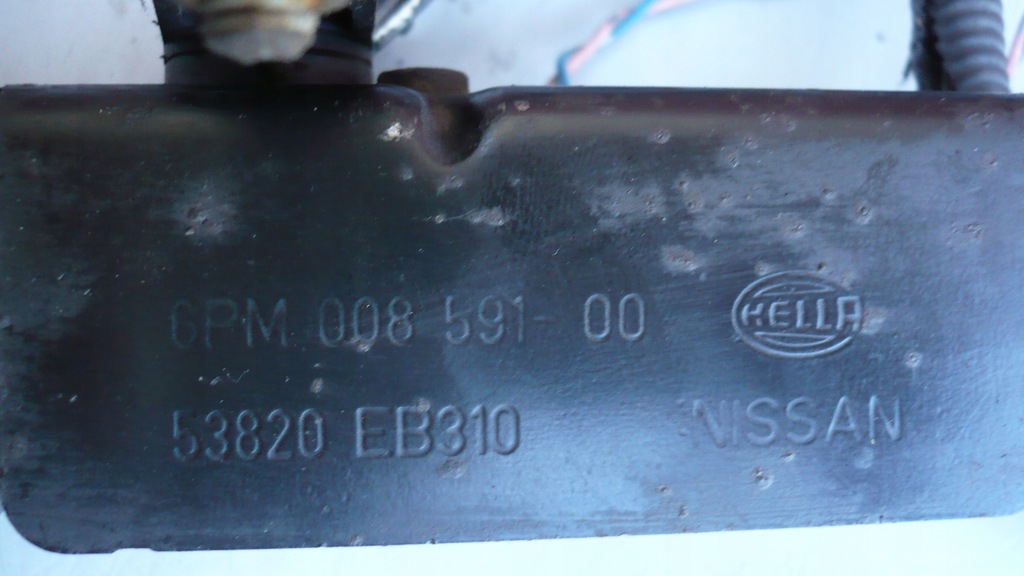 6PM 008 591- 00 HELLA
53820 EB310 NISSAN